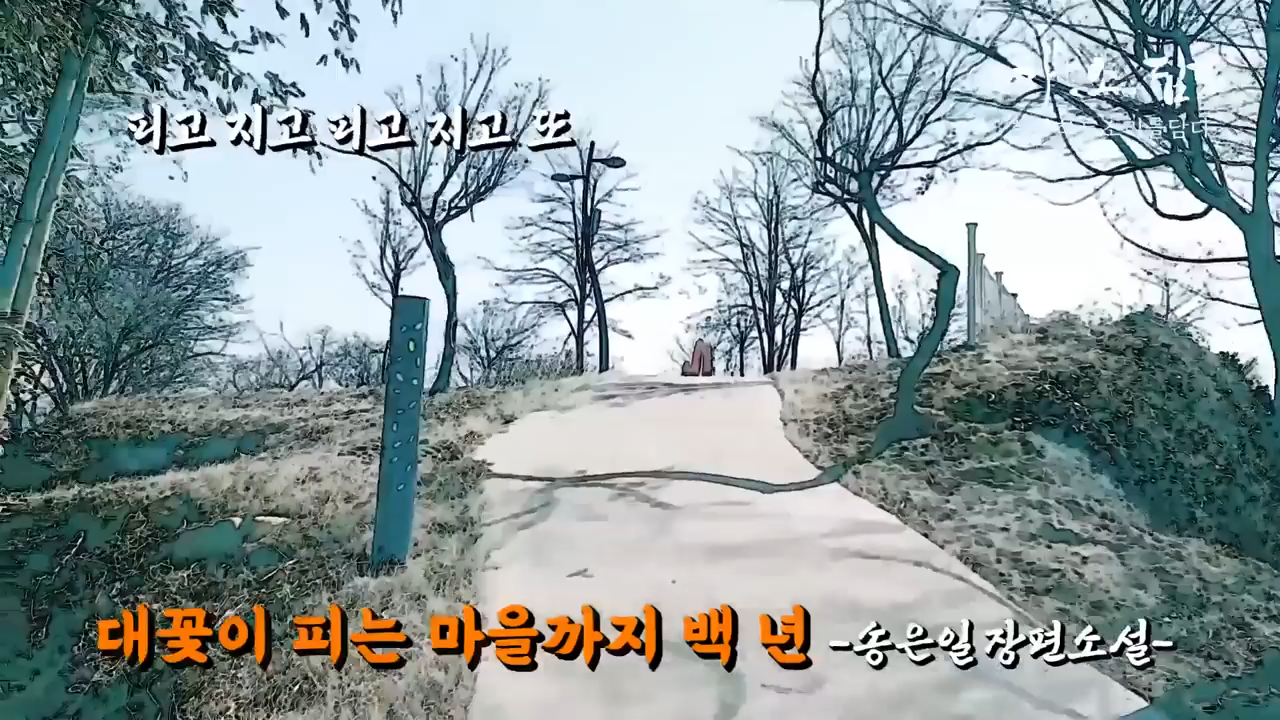 피고 지고 피고 지고 또
대꽃이 피는 마을까지 백 년 -송은일 장편소설-